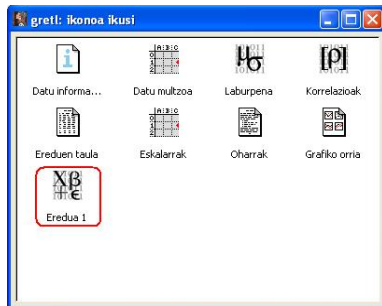 gretl: ikonoa ikusi
Datu informa... Datu multzoa Laburpena Korrelazioak
Ereduen taula Eskalarrak Oharrak Grafiko orria
Eredua 1